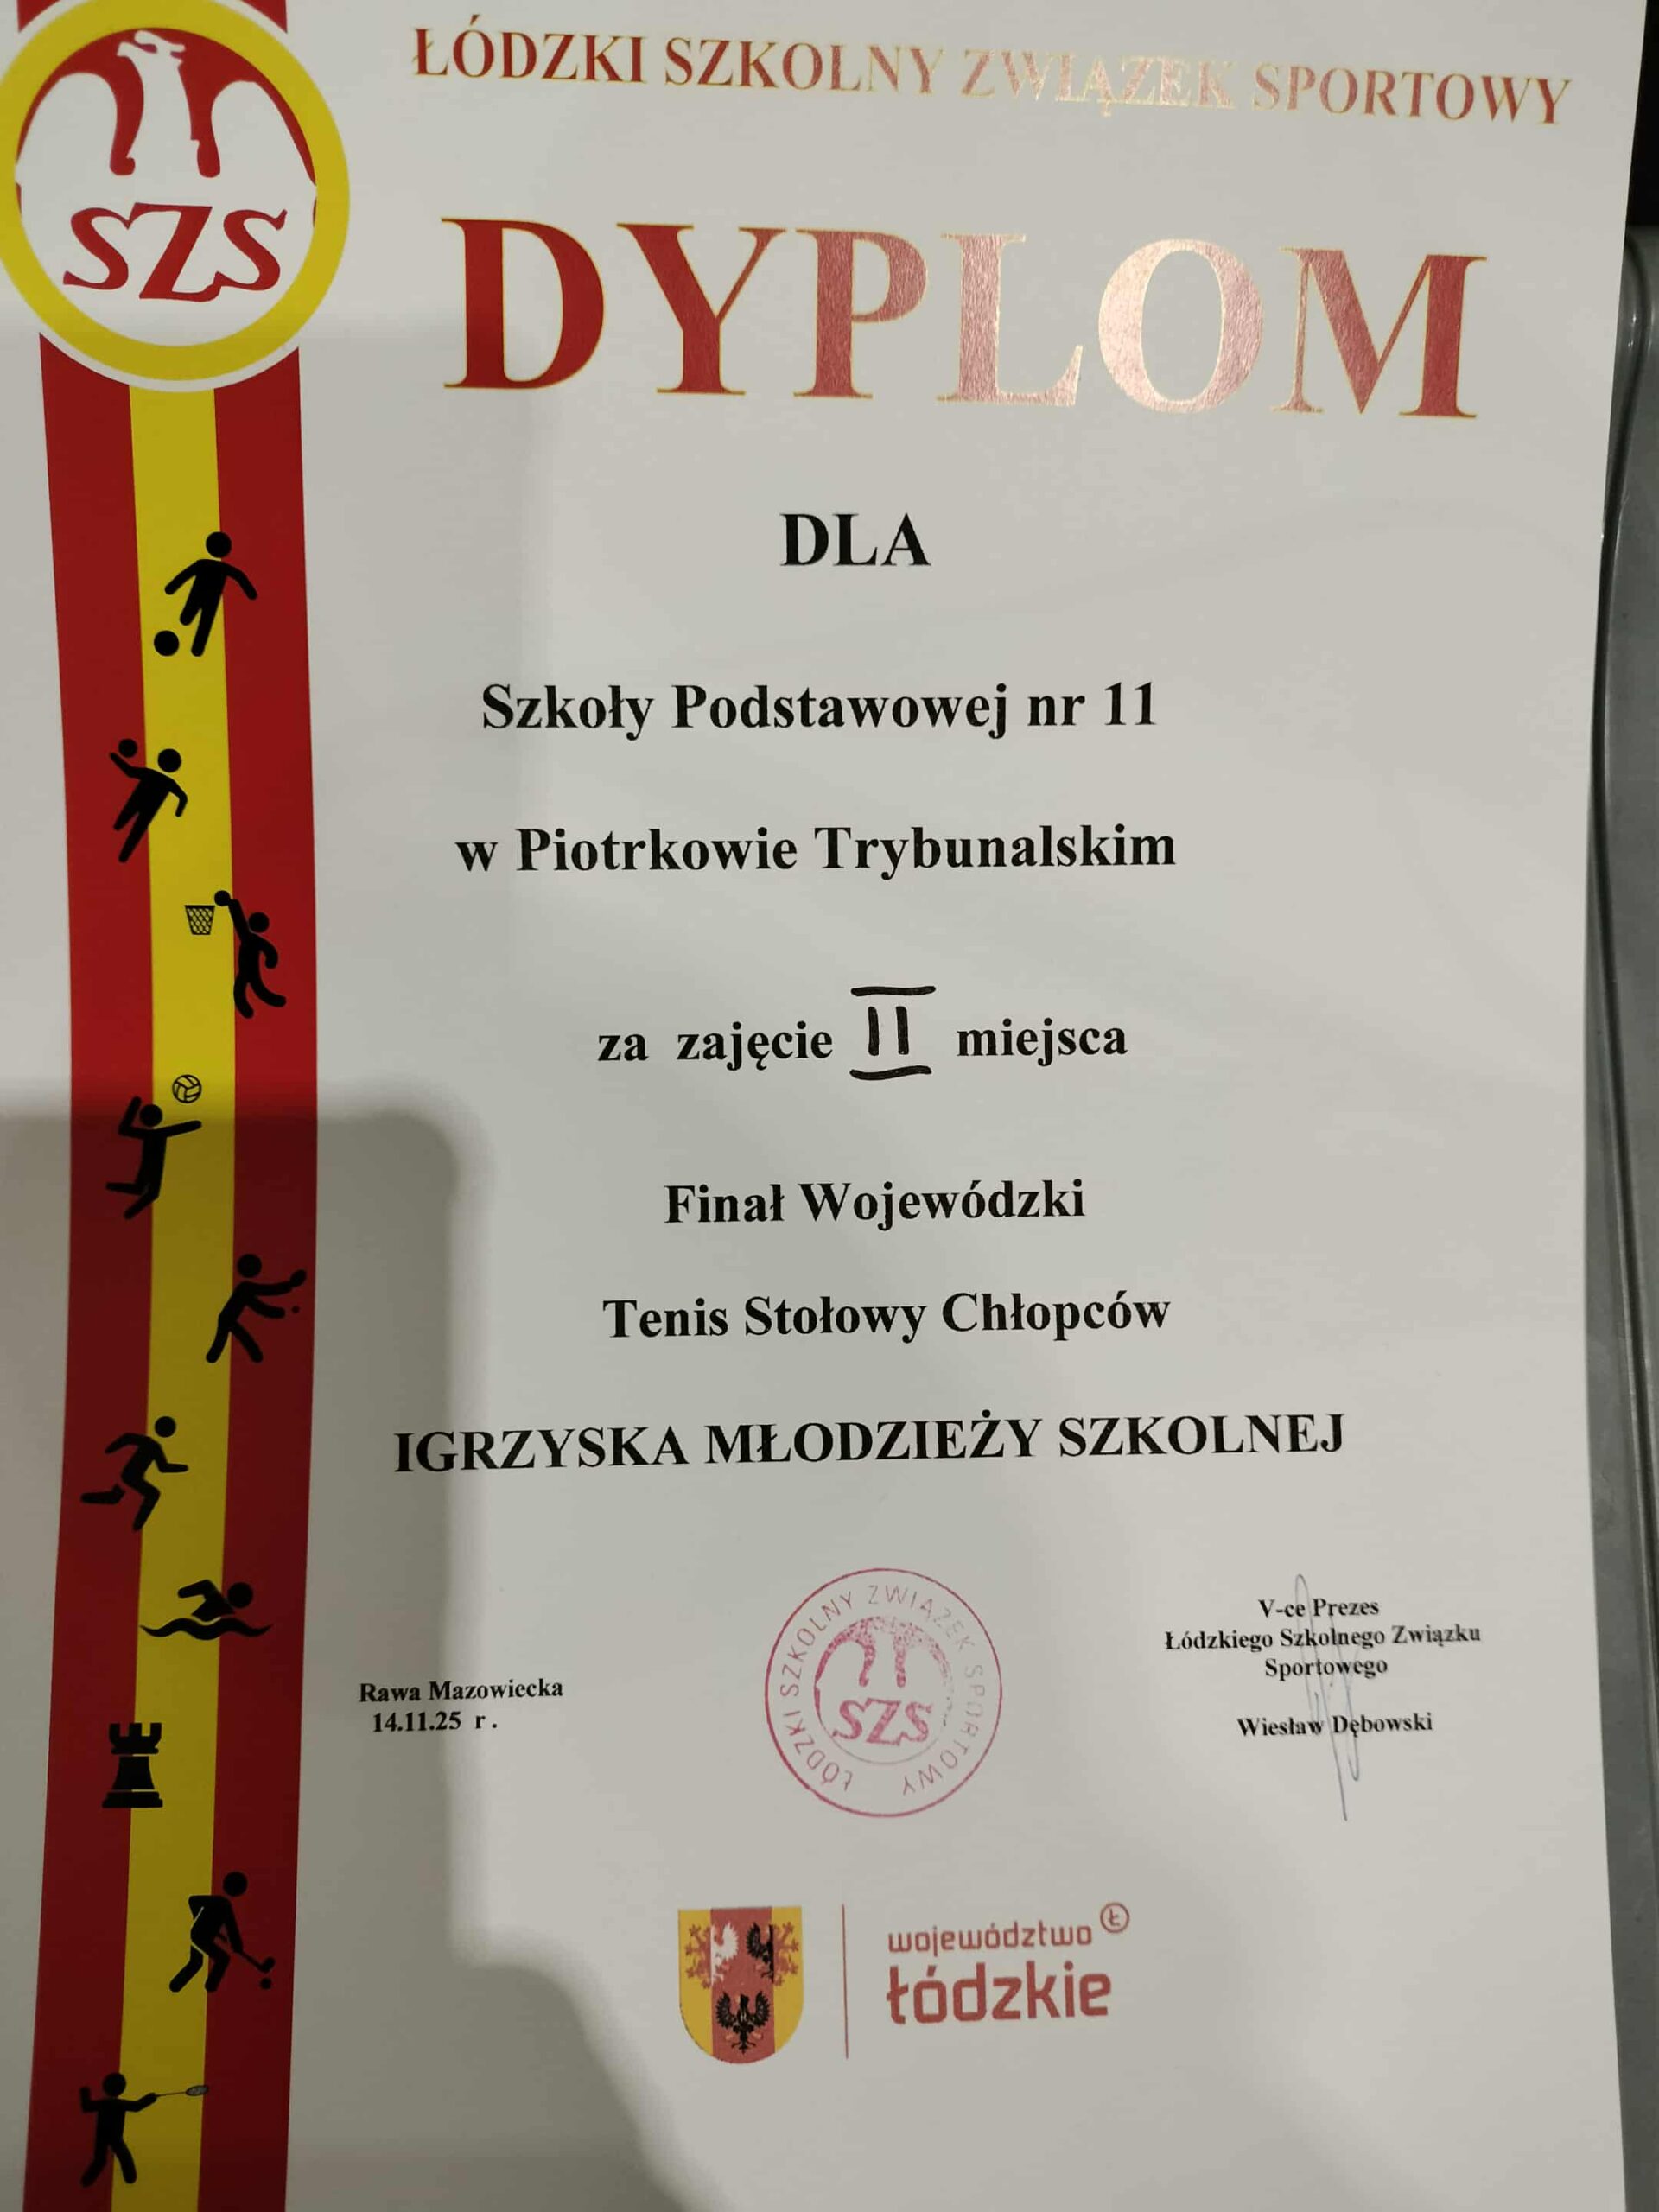 ŁÓDZKI SZKOLNY ZWIĄZEK SPORTOWY
SZS
DYPLOM
DLA
Szkoły Podstawowej nr 11
w Piotrkowie Trybunalskim
za zajęcie II miejsca
Finał Wojewódzki
Tenis Stołowy Chłopców
IGRZYSKA MŁODZIEŻY SZKOLNEJ
Rawa Mazowiecka
14.11.25 r.
ŁÓDZKI SZKOLNY ZWIĄZEK SPORTOWY
SZS
V-ce Prezes
Łódzkiego Szkolnego Związku
Sportowego
Wiesław Dębowski
województwo Ł
łódzkie